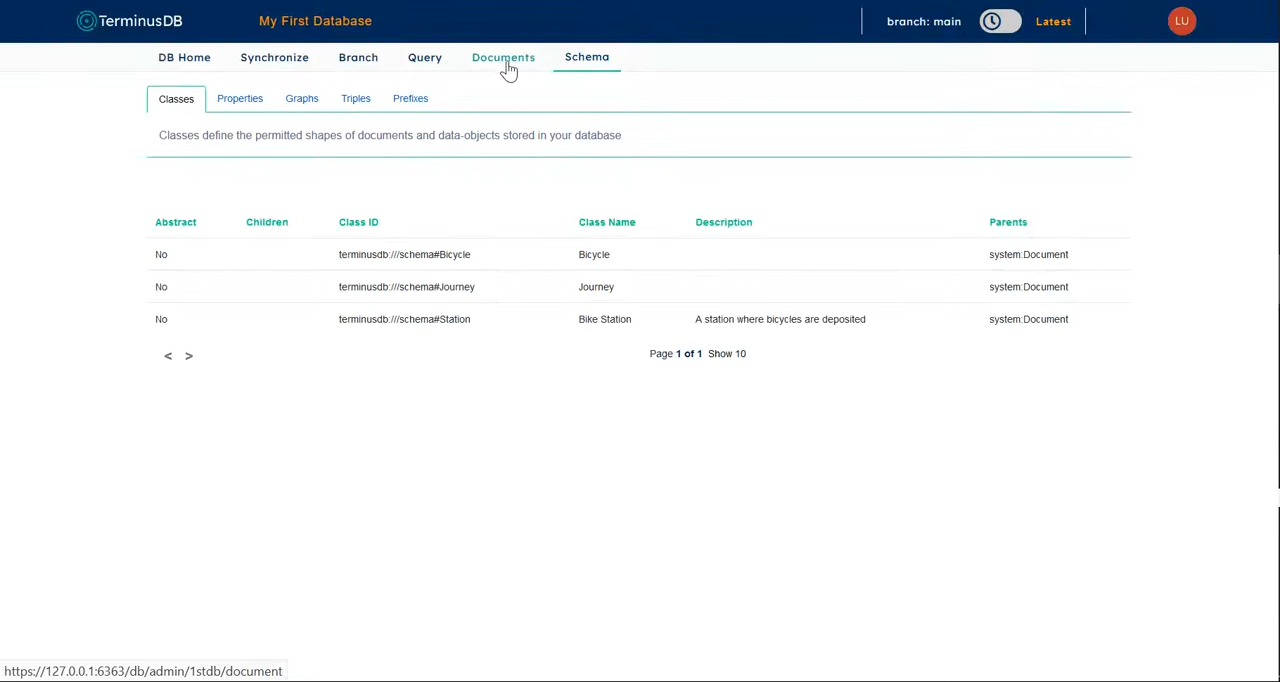 TerminusDB My First Database branch: main Latest LU
DB Home Synchronize Branch Query Documents Schema
Classes Properties Graphs Triples Prefixes
Classes define the permitted shapes of documents and data-objects stored in your database
Abstract Children Class ID Class Name Description Parents
No terminusdb:///schema#Bicycle Bicycle system:Document
No terminusdb:///schema#Journey Journey system:Document
No terminusdb:///schema#Station Bike Station A station where bicycles are deposited system:Document
< > Page 1 of 1 Show 10
https://127.0.0.1:6363/db/admin/1stdb/document